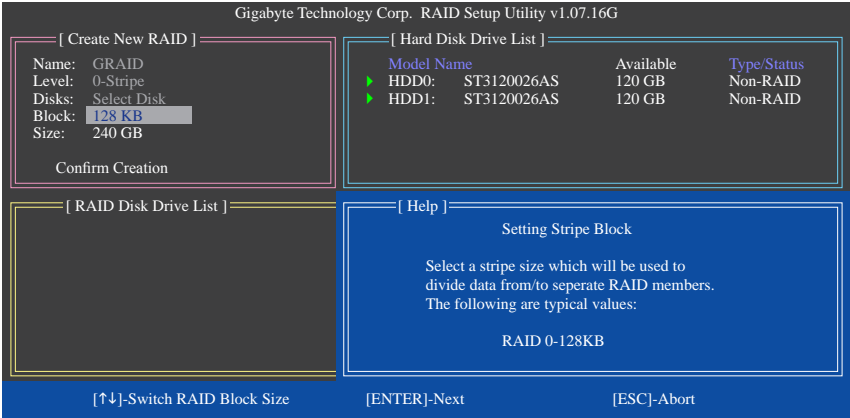 Gigabyte Technology Corp. RAID Setup Utility v1.07.16G
[ Create New RAID ]
Name: GRAID
Level: 0-Stripe
Disks: Select Disk
Block: 128 KB
Size: 240 GB
Confirm Creation
[ Hard Disk Drive List ]
Model Name Available Type/Status
HDD0: ST3120026AS 120 GB Non-RAID
HDD1: ST3120026AS 120 GB Non-RAID
[ RAID Disk Drive List ]
[ Help ]
Setting Stripe Block
Select a stripe size which will be used to
divide data from/to seperate RAID members.
The following are typical values:
RAID 0-128KB
[↑↓]-Switch RAID Block Size [ENTER]-Next [ESC]-Abort